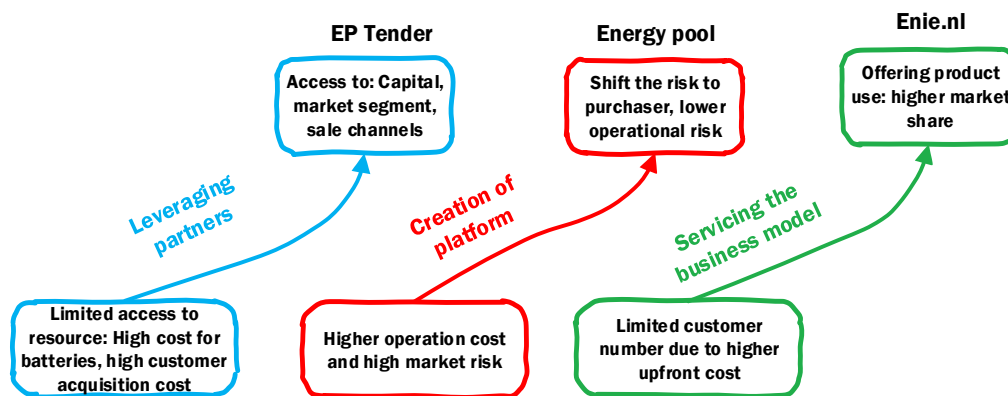 EP Tender
Energy pool
Enie.nl
Access to: Capital,
market segment,
sale channels
Shift the risk to
purchaser, lower
operational risk
Offering product
use: higher market
share
Leveraging
partners
Creation of
platform
Servicing the
business model
Limited access to
resource: High cost for
batteries, high customer
acquisition cost
Higher operation cost
and high market risk
Limited customer
number due to higher
upfront cost